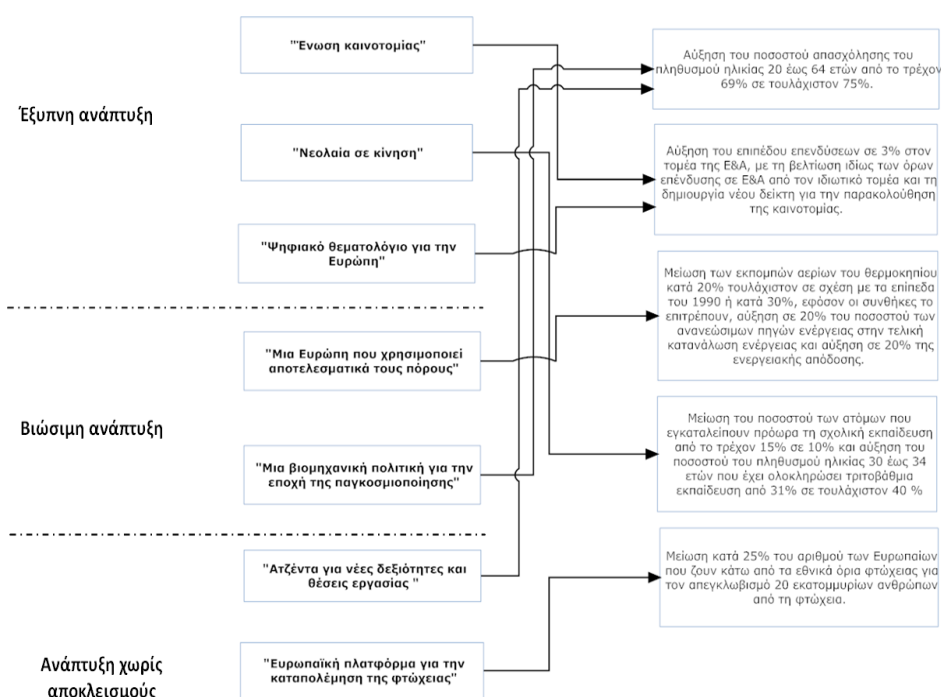 "Ένωση καινοτομίας"
Αύξηση του ποσοστού απασχόλησης του
πληθυσμού ηλικίας 20 έως 64 ετών από το τρέχον
69% σε τουλάχιστον 75%.
Έξυπνη ανάπτυξη
"Νεολαία σε κίνηση"
Αύξηση του επιπέδου επενδύσεων σε 3% στον
τομέα της Ε&Α, με τη βελτίωση ιδίως των όρων
επένδυσης σε Ε&Α από τον ιδιωτικό τομέα και τη
δημιουργία νέου δείκτη για την παρακολούθηση
της καινοτομίας.
"Ψηφιακό θεματολόγιο για την
Ευρώπη"
Μείωση των εκπομπών αερίων του θερμοκηπίου
κατά 20% τουλάχιστον σε σχέση με τα επίπεδα
του 1990 ή κατά 30%, εφόσον οι συνθήκες το
επιτρέπουν, αύξηση σε 20% του ποσοστού των
ανανεώσιμων πηγών ενέργειας στην τελική
κατανάλωση ενέργειας και αύξηση σε 20% της
ενεργειακής απόδοσης.
"Μια Ευρώπη που χρησιμοποιεί
αποτελεσματικά τους πόρους"
Βιώσιμη ανάπτυξη
Μείωση του ποσοστού των ατόμων που
εγκαταλείπουν πρόωρα τη σχολική εκπαίδευση
από το τρέχον 15% σε 10% και αύξηση του
ποσοστού του πληθυσμού ηλικίας 30 έως 34
ετών που έχει ολοκληρώσει τριτοβάθμια
εκπαίδευση από 31% σε τουλάχιστον 40 %
"Μια βιομηχανική πολιτική για την
εποχή της παγκοσμιοποίησης"
"Ατζέντα για νέες δεξιότητες και
θέσεις εργασίας "
Μείωση κατά 25% του αριθμού των Ευρωπαίων
που ζουν κάτω από τα εθνικά όρια φτώχειας για
τον απεγκλωβισμό 20 εκατομμυρίων ανθρώπων
από τη φτώχεια.
Ανάπτυξη χωρίς
αποκλεισμούς
"Ευρωπαϊκή πλατφόρμα για την
καταπολέμηση της φτώχειας"